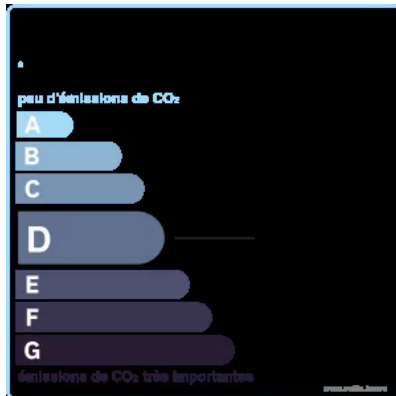 peu d'émissions de CO₂
A
B
C
D
E
F
G
émissions de CO₂ très importantes